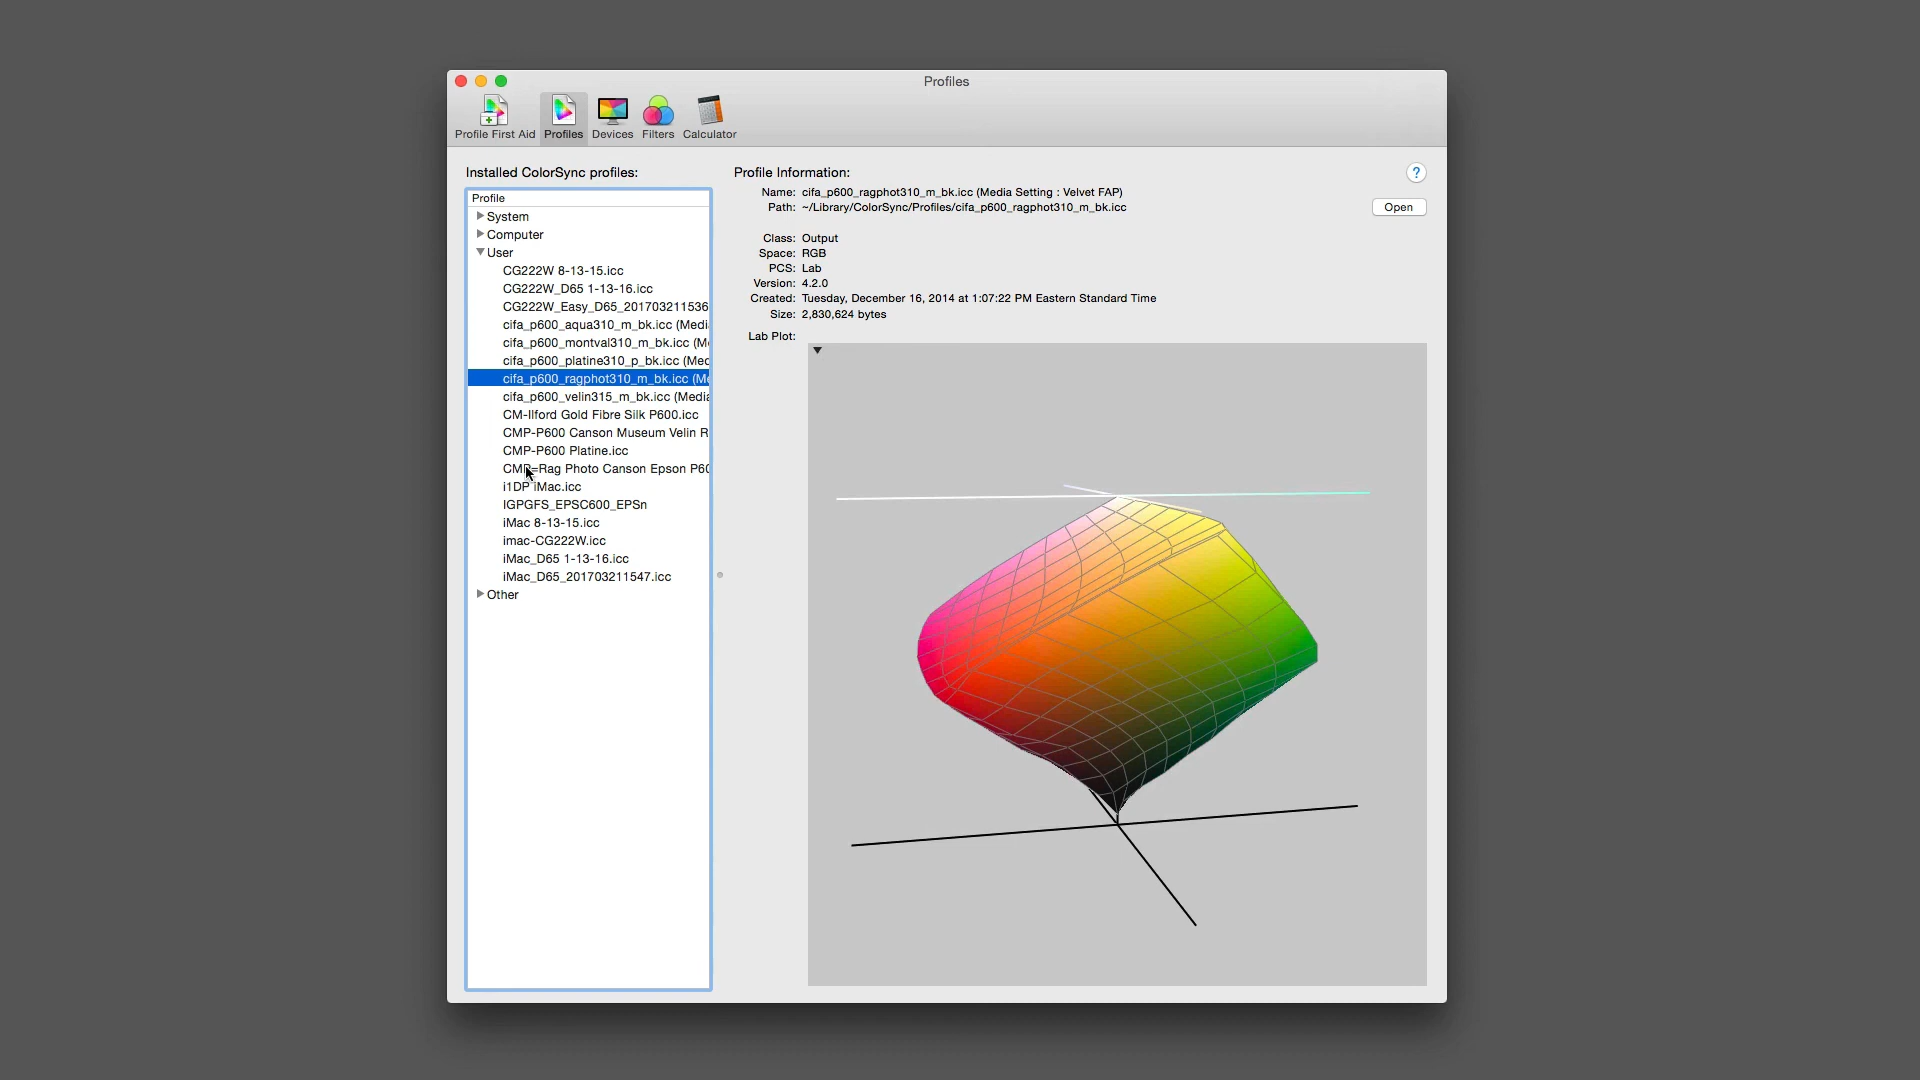 Profiles
Profile First Aid
Profiles
Devices
Filters
Calculator
Installed ColorSync profiles:
Profile
System
Computer
User
CG222W 8-13-15.icc
CG222W_D65 1-13-16.icc
CG222W_Easy_D65_201703211536
cifa_p600_aqua310_m_bk.icc (Medi
cifa_p600_montval310_m_bk.icc (M
cifa_p600_platine310_p_bk.icc (Med
cifa_p600_ragphot310_m_bk.icc (Me
cifa_p600_velin315_m_bk.icc (Media
CM-Ilford Gold Fibre Silk P600.icc
CMP-P600 Canson Museum Velin R
CMP-P600 Platine.icc
CMP=Rag Photo Canson Epson P60
i1DP iMac.icc
IGPGFS_EPSC600_EPSn
iMac 8-13-15.icc
imac-CG222W.icc
iMac_D65 1-13-16.icc
iMac_D65_201703211547.icc
Other
Profile Information:
?
Name: cifa_p600_ragphot310_m_bk.icc (Media Setting : Velvet FAP)
Path: ~/Library/ColorSync/Profiles/cifa_p600_ragphot310_m_bk.icc
Open
Class: Output
Space: RGB
PCS: Lab
Version: 4.2.0
Created: Tuesday, December 16, 2014 at 1:07:22 PM Eastern Standard Time
Size: 2,830,624 bytes
Lab Plot: